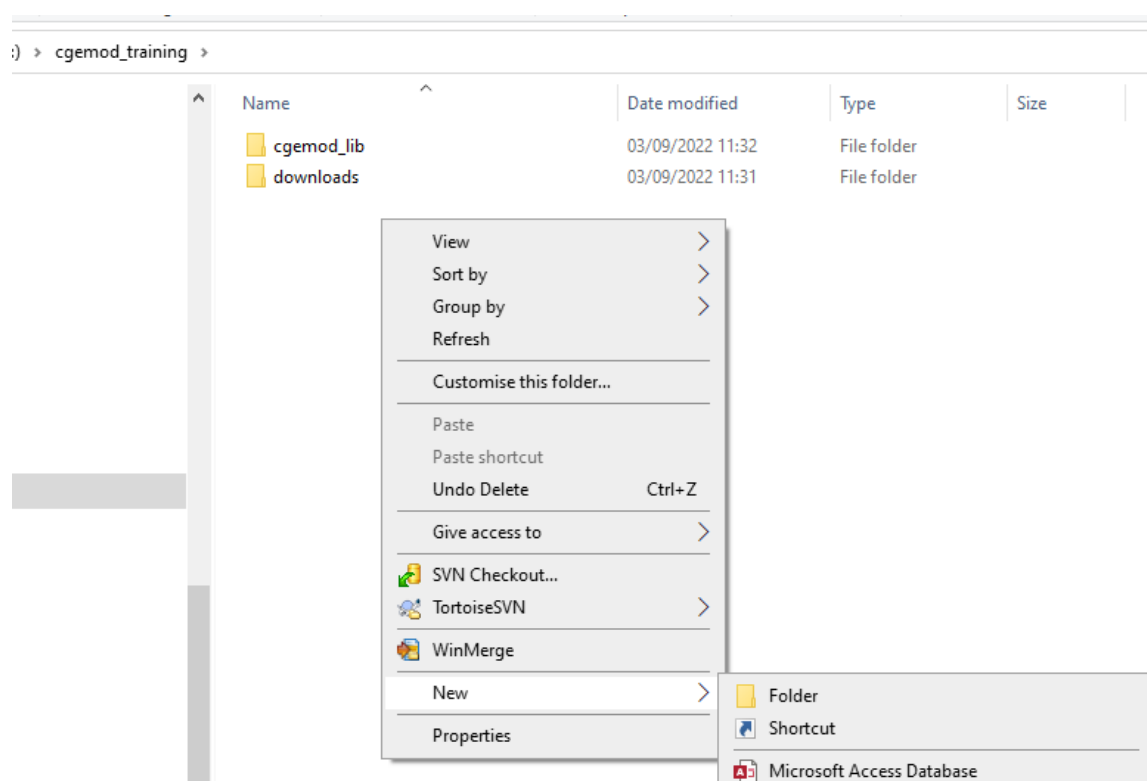 :) > cgemod_training >
Name Date modified Type Size
cgemod_lib 03/09/2022 11:32 File folder
downloads 03/09/2022 11:31 File folder
View
Sort by
Group by
Refresh
Customise this folder...
Paste
Paste shortcut
Undo Delete Ctrl+Z
Give access to
SVN Checkout...
TortoiseSVN
WinMerge
New
Folder
Shortcut
Properties
Microsoft Access Database